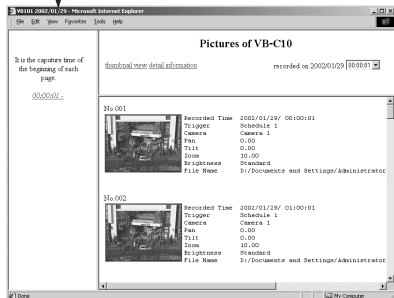 VB101 2002/01/29 - Microsoft Internet Explorer
File Edit View Favorites Tools Help
Pictures of VB-C10
It is the caputure time of
the beginning of each
page.
00:00:01 -
thumbnail view detail information
recorded on 2002/01/29 00:00:01
No.001
Recorded Time 2002/01/29/ 00:00:01
Trigger Schedule 1
Camera Camera 1
Pan 0.00
Tilt 0.00
Zoom 10.00
Brightness Standard
File Name D:/Documents and Settings/Administrator
No.002
Recorded Time 2002/01/29/ 01:00:01
Trigger Schedule 1
Camera Camera 1
Pan 0.00
Tilt 0.00
Zoom 10.00
Brightness Standard
File Name D:/Documents and Settings/Administrator
Done
My Computer